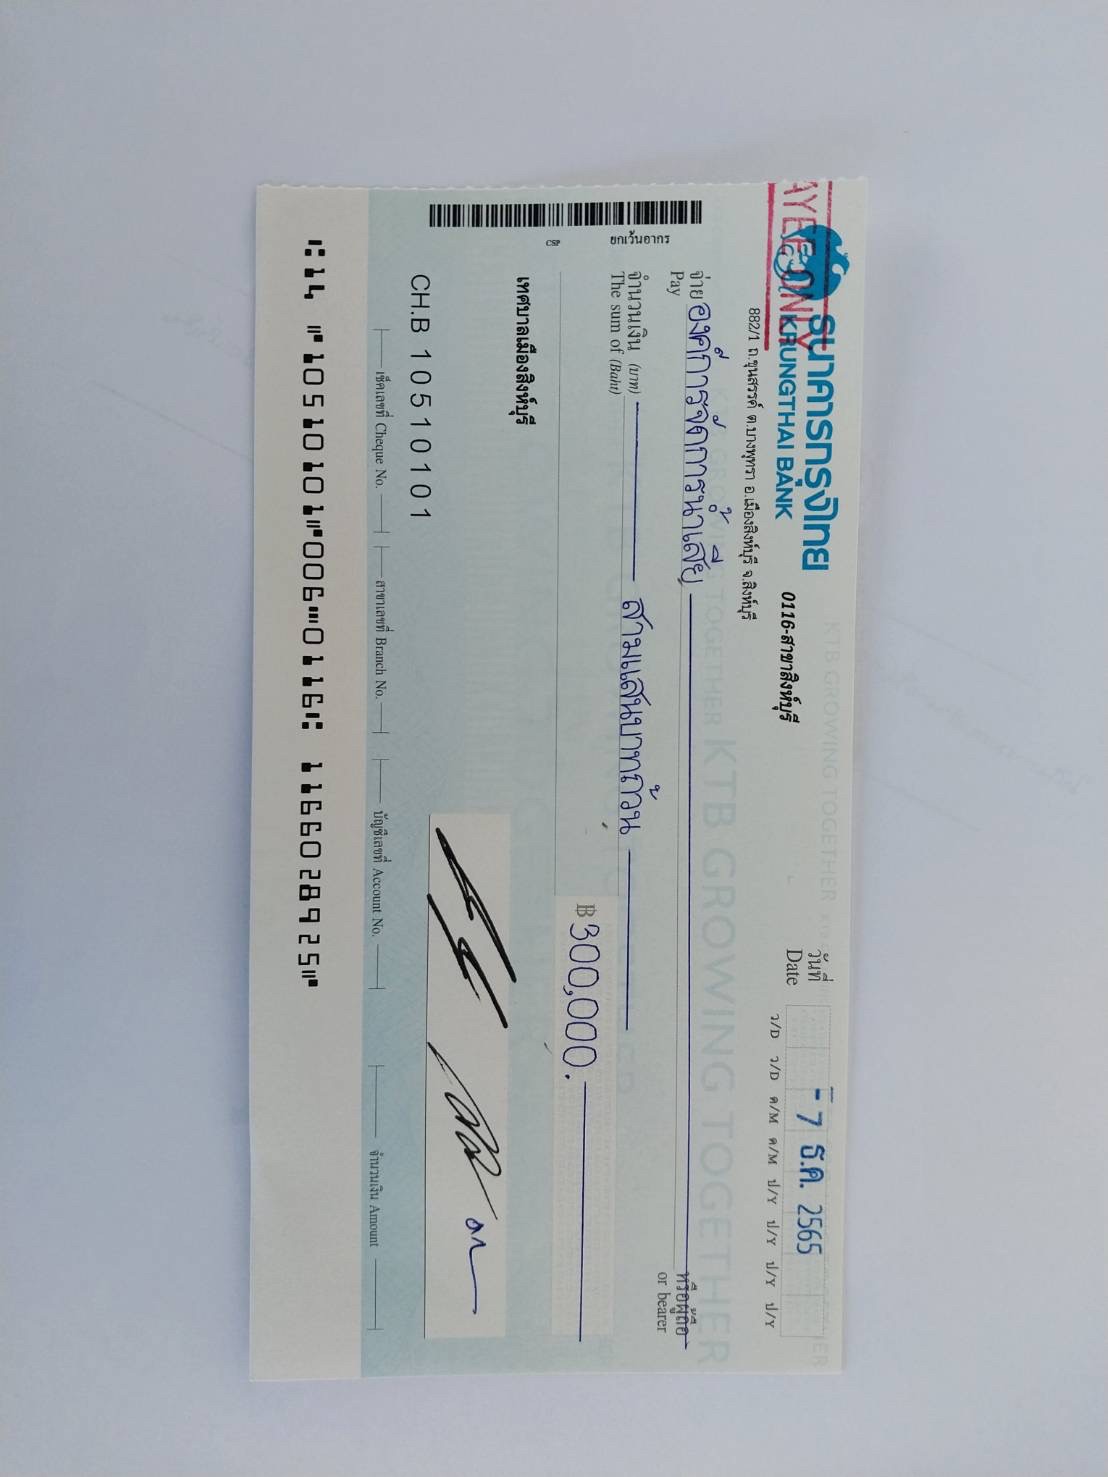 AYEE ONLY
ธนาคารกรุงไทย
KRUNGTHAI BANK
0116-สาขาสิงห์บุรี
882/1 ถ.ขุนสรรค์ ต.บางพุทรา อ.เมืองสิงห์บุรี จ.สิงห์บุรี
KTB GROWING TOGETHER
วันที่ - 7 ธ.ค. 2565
Date
ว/D ว/D ด/M ด/M ป/Y ป/Y ป/Y ป/Y
KTB GROWING TOGETHER
จ่าย องค์การจัดการน้ำเสีย หรือผู้ถือ
Pay or bearer
จำนวนเงิน (บาท) สามแสนบาทถ้วน
The sum of (Baht)
฿ 300,000.
ยกเว้นอากร
CSP
เทศบาลเมืองสิงห์บุรี
CH.B 10510101
เช็คเลขที่ Cheque No. สาขาเลขที่ Branch No. บัญชีเลขที่ Account No. จำนวนเงิน Amount
⑆14 ⑈10510101⑈006⑉0116⑆ 1166028925⑈